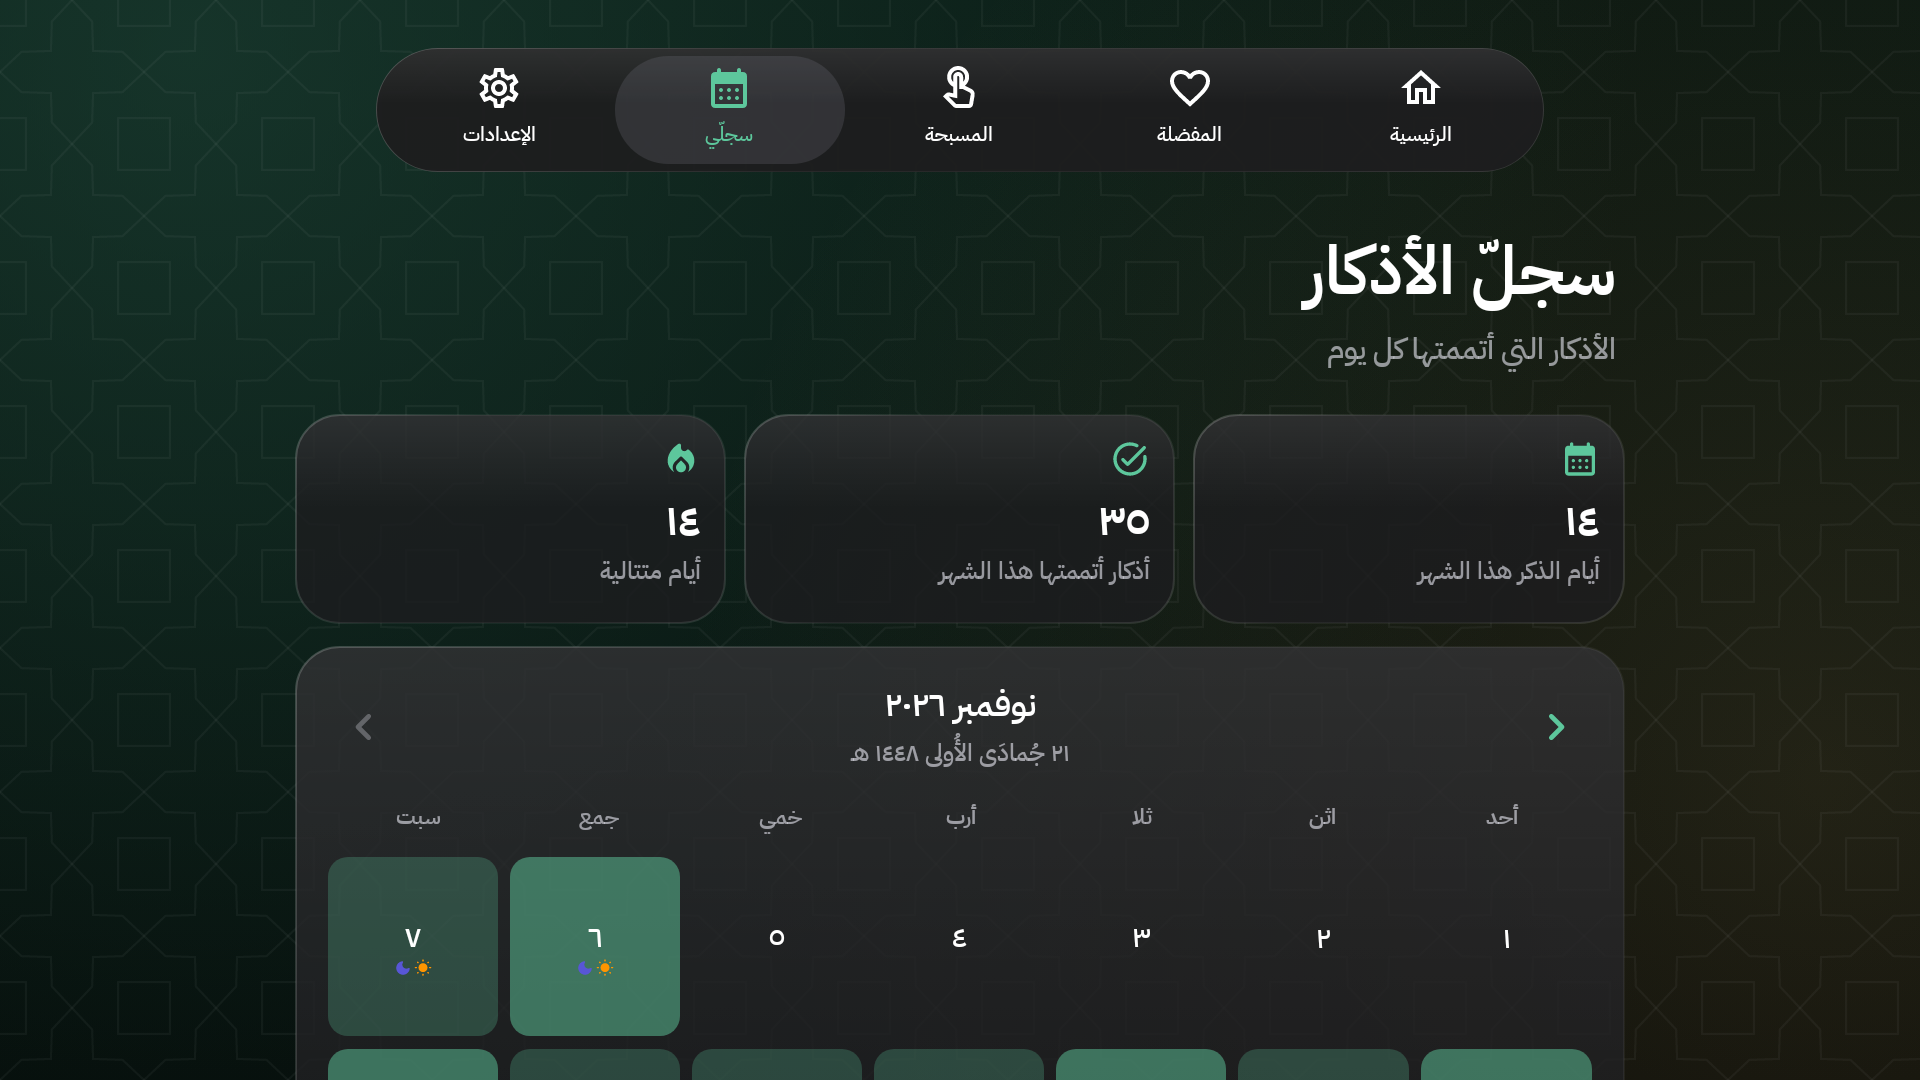 الرئيسية
المفضلة
المسبحة
سجلّي
الإعدادات
سجلّ الأذكار
الأذكار التي أتممتها كل يوم
١٤
أيام الذكر هذا الشهر
٣٥
أذكار أتممتها هذا الشهر
١٤
أيام متتالية
نوفمبر ٢٠٢٦
٢١ جُمادَى الأُولى ١٤٤٨ هـ
أحد اثن ثلا أرب خمي جمع سبت
١ ٢ ٣ ٤ ٥ ٦ ٧